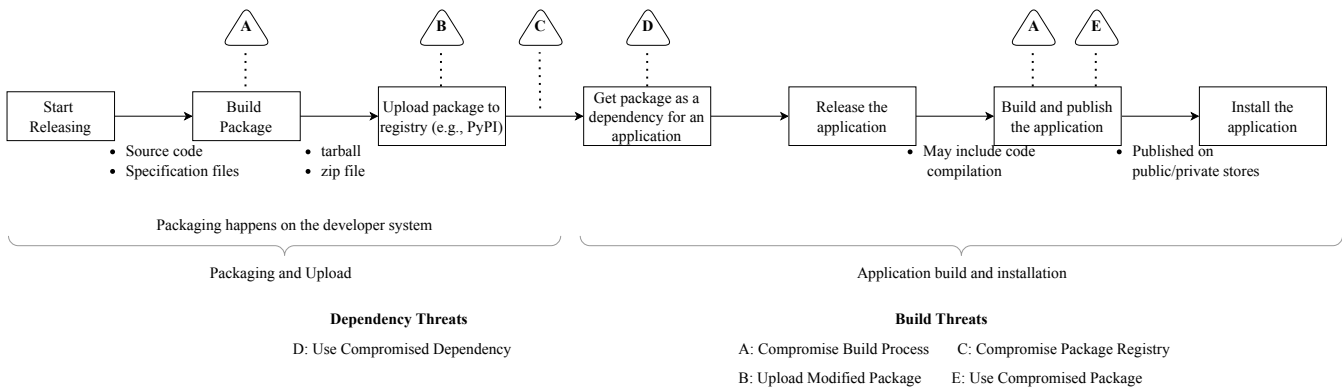 A
B
C
D
A
E
Start
Releasing
Build
Package
Upload package to
registry (e.g., PyPI)
Get package as a
dependency for an
application
Release the
application
Build and publish
the application
Install the
application
• Source code
• Specification files
• tarball
• zip file
• May include code
compilation
• Published on
public/private stores
Packaging happens on the developer system
Packaging and Upload
Application build and installation
Dependency Threats
D: Use Compromised Dependency
Build Threats
A: Compromise Build Process
C: Compromise Package Registry
B: Upload Modified Package
E: Use Compromised Package